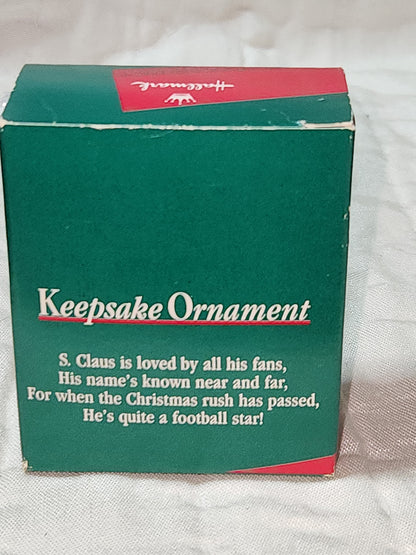 Hallmark
Keepsake Ornament
S. Claus is loved by all his fans,
His name's known near and far,
For when the Christmas rush has passed,
He's quite a football star!